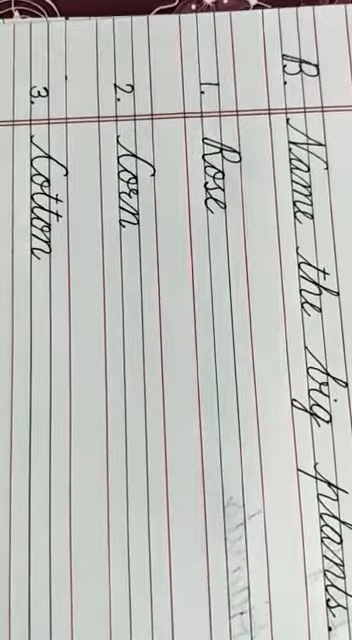 B. Name the big plants.
1. Rose
2. Corn
3. Cotton